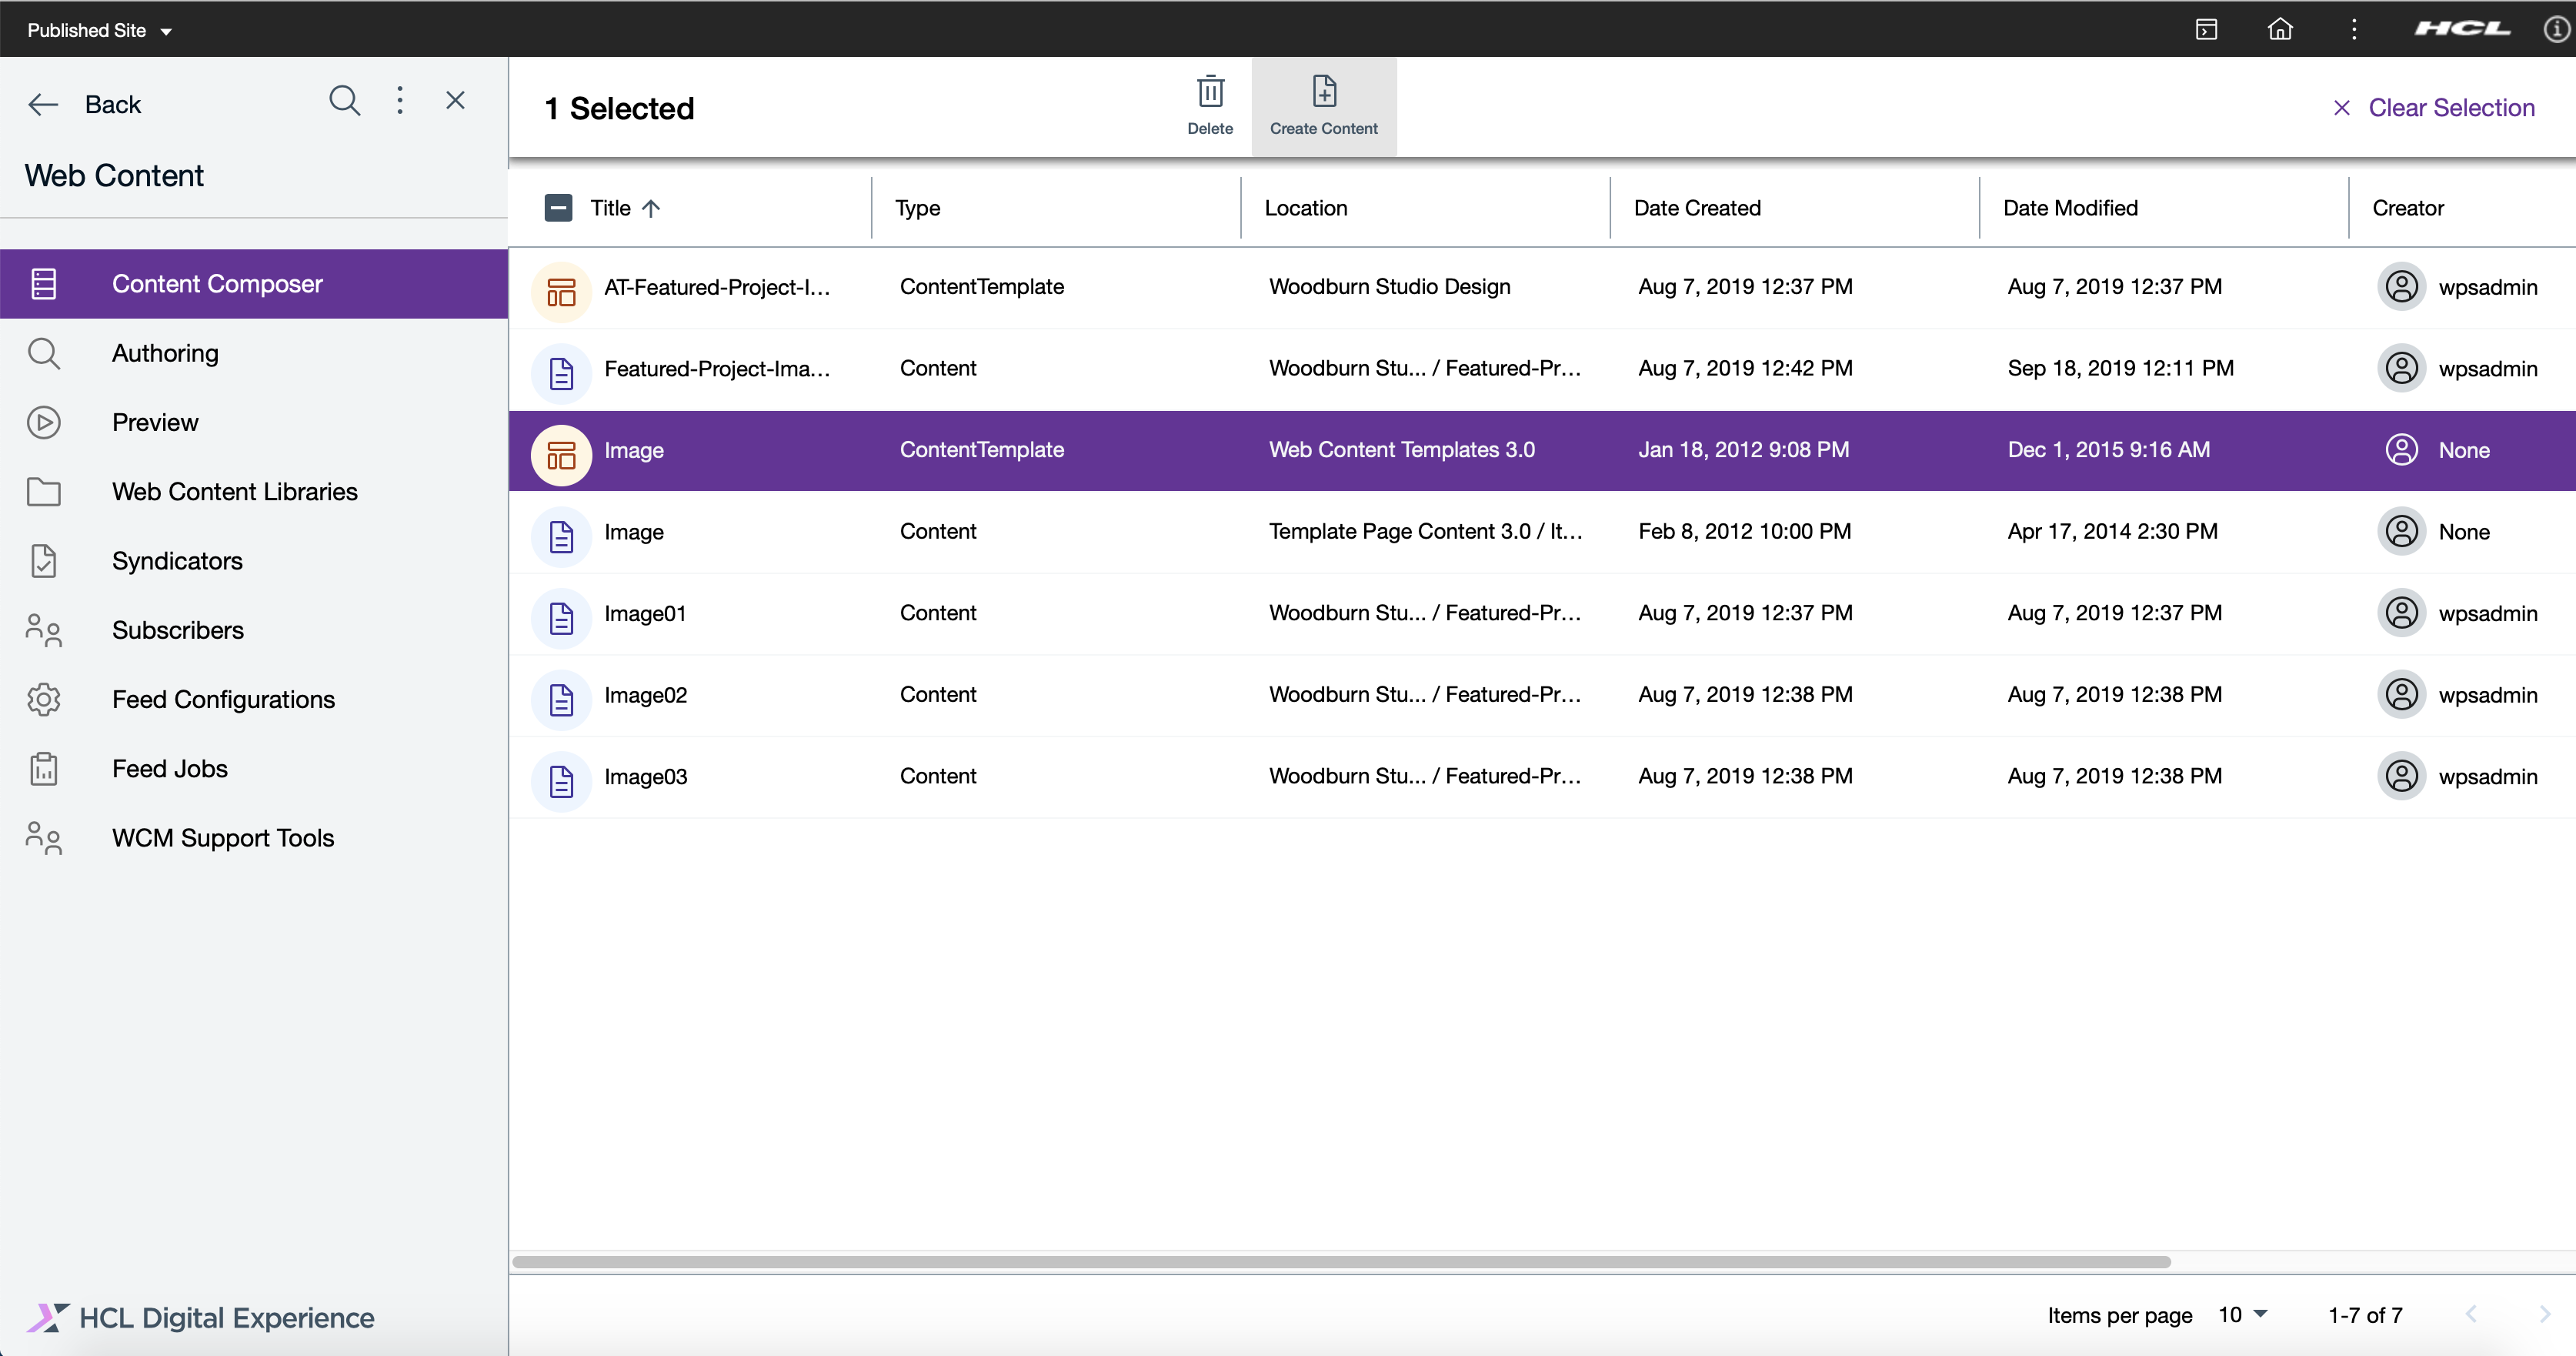 Published Site
HCL
Back
Web Content
Content Composer
Authoring
Preview
Web Content Libraries
Syndicators
Subscribers
Feed Configurations
Feed Jobs
WCM Support Tools
HCL Digital Experience
1 Selected
Delete
Create Content
Clear Selection
Title Type Location Date Created Date Modified Creator
AT-Featured-Project-I... ContentTemplate Woodburn Studio Design Aug 7, 2019 12:37 PM Aug 7, 2019 12:37 PM wpsadmin
Featured-Project-Ima... Content Woodburn Stu... / Featured-Pr... Aug 7, 2019 12:42 PM Sep 18, 2019 12:11 PM wpsadmin
Image ContentTemplate Web Content Templates 3.0 Jan 18, 2012 9:08 PM Dec 1, 2015 9:16 AM None
Image Content Template Page Content 3.0 / It... Feb 8, 2012 10:00 PM Apr 17, 2014 2:30 PM None
Image01 Content Woodburn Stu... / Featured-Pr... Aug 7, 2019 12:37 PM Aug 7, 2019 12:37 PM wpsadmin
Image02 Content Woodburn Stu... / Featured-Pr... Aug 7, 2019 12:38 PM Aug 7, 2019 12:38 PM wpsadmin
Image03 Content Woodburn Stu... / Featured-Pr... Aug 7, 2019 12:38 PM Aug 7, 2019 12:38 PM wpsadmin
Items per page 10 1-7 of 7